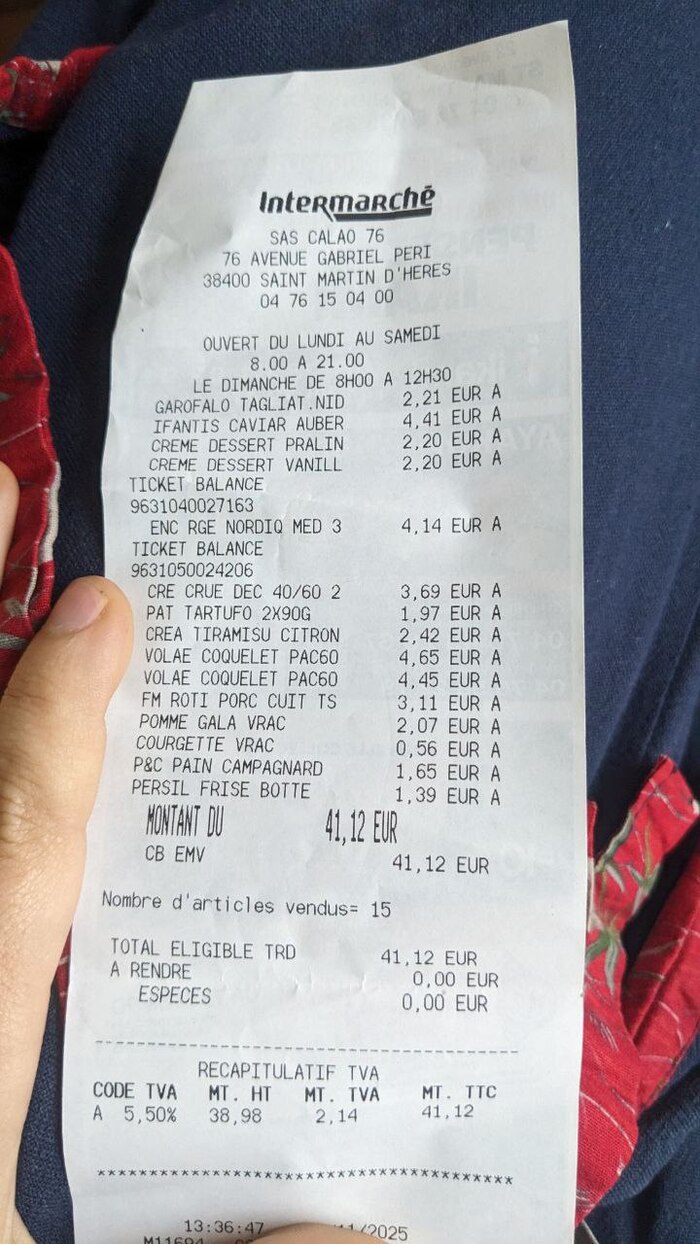 Intermarché
SAS CALAO 76
76 AVENUE GABRIEL PERI
38400 SAINT MARTIN D'HERES
04 76 15 04 00
OUVERT DU LUNDI AU SAMEDI
8.00 A 21.00
LE DIMANCHE DE 8H00 A 12H30
GAROFALO TAGLIAT.NID 2,21 EUR A
IFANTIS CAVIAR AUBER 4,41 EUR A
CREME DESSERT PRALIN 2,20 EUR A
CREME DESSERT VANILL 2,20 EUR A
TICKET BALANCE
9631040027163
ENC RGE NORDIQ MED 3 4,14 EUR A
TICKET BALANCE
9631050024206
CRE CRUE DEC 40/60 2 3,69 EUR A
PAT TARTUFO 2X90G 1,97 EUR A
CREA TIRAMISU CITRON 2,42 EUR A
VOLAE COQUELET PAC60 4,65 EUR A
VOLAE COQUELET PAC60 4,45 EUR A
FM ROTI PORC CUIT TS 3,11 EUR A
POMME GALA VRAC 2,07 EUR A
COURGETTE VRAC 0,56 EUR A
P&C PAIN CAMPAGNARD 1,65 EUR A
PERSIL FRISE BOTTE 1,39 EUR A
MONTANT DU 41,12 EUR
CB EMV 41,12 EUR
Nombre d'articles vendus= 15
TOTAL ELIGIBLE TRD 41,12 EUR
A RENDRE 0,00 EUR
ESPECES 0,00 EUR
RECAPITULATIF TVA
CODE TVA MT. HT MT. TVA MT. TTC
A 5,50% 38,98 2,14 41,12
*************************************
13:36:47 /2025